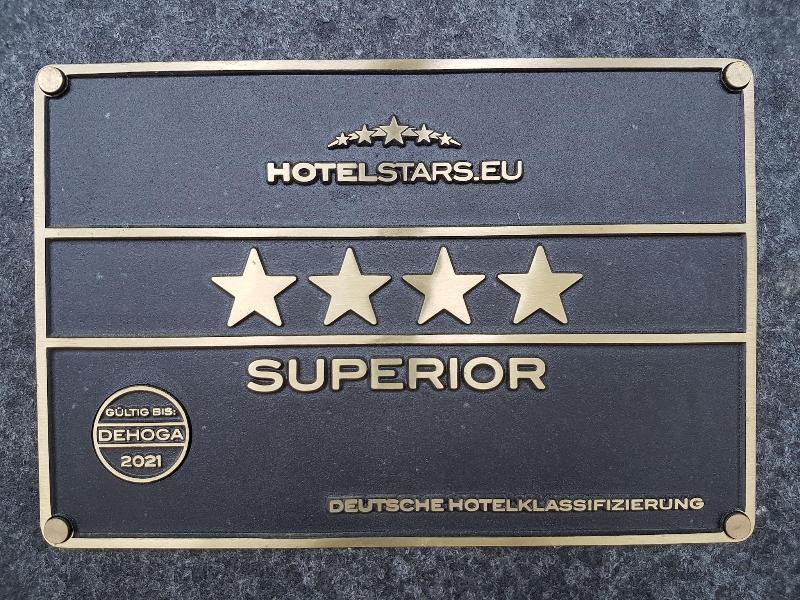 HOTELSTARS.EU
SUPERIOR
GÜLTIG BIS:
DEHOGA
2021
DEUTSCHE HOTELKLASSIFIZIERUNG